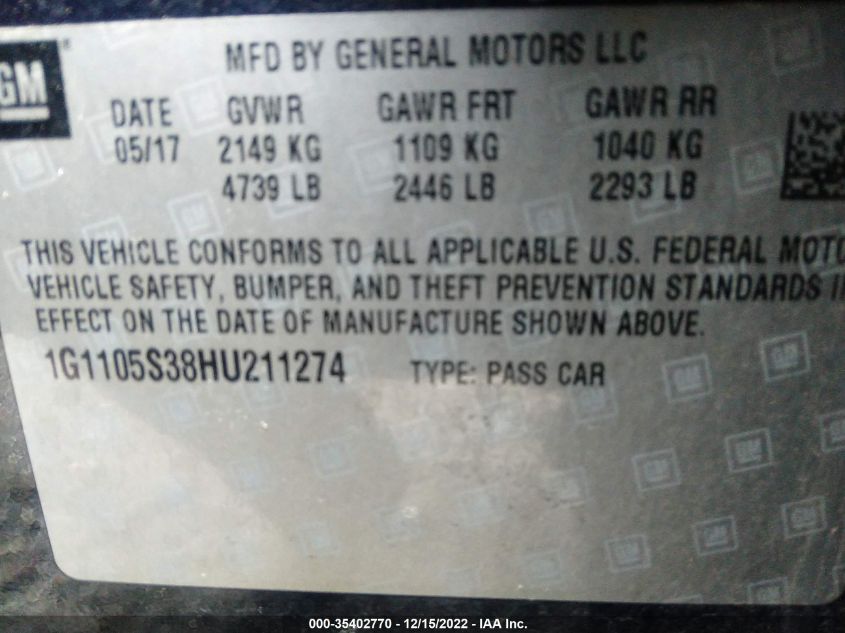 GM
MFD BY GENERAL MOTORS LLC
DATE GVWR GAWR FRT GAWR RR
05/17 2149 KG 1109 KG 1040 KG
4739 LB 2446 LB 2293 LB
THIS VEHICLE CONFORMS TO ALL APPLICABLE U.S. FEDERAL MOTO
VEHICLE SAFETY, BUMPER, AND THEFT PREVENTION STANDARDS I
EFFECT ON THE DATE OF MANUFACTURE SHOWN ABOVE.
1G1105S38HU211274 TYPE: PASS CAR
000-35402770 - 12/15/2022 - IAA Inc.